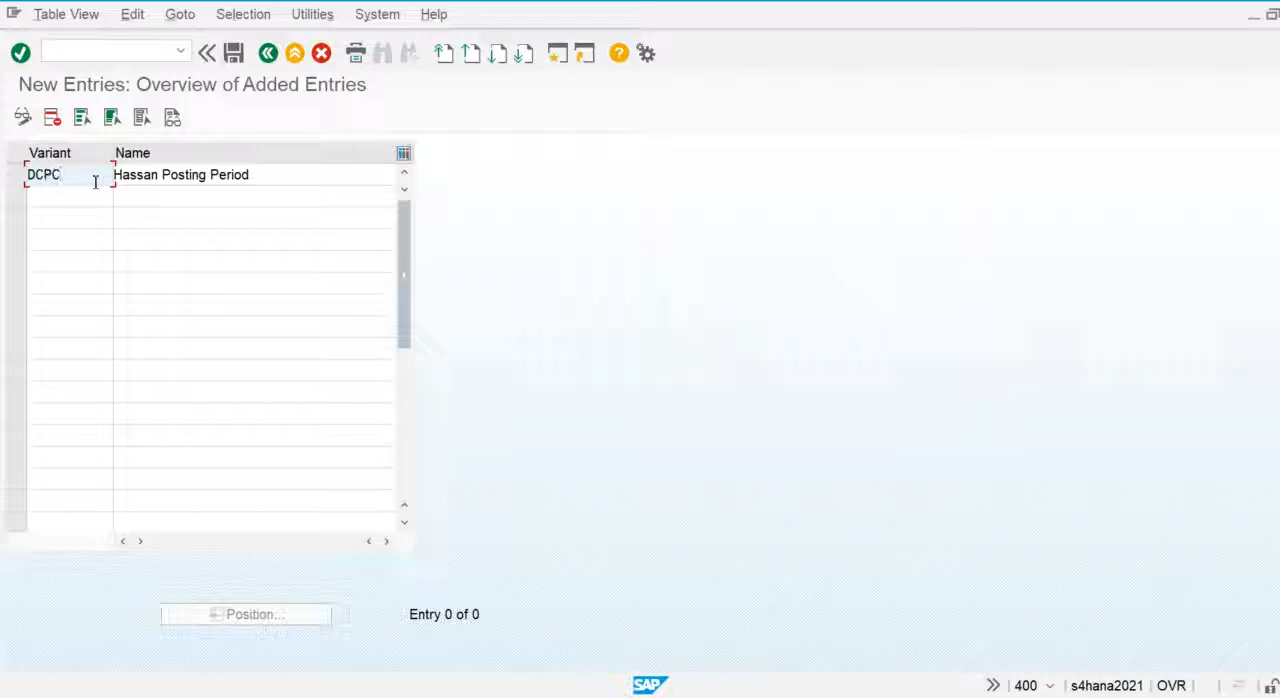 Table View Edit Goto Selection Utilities System Help
New Entries: Overview of Added Entries
Variant Name
DCPC Hassan Posting Period
Position... Entry 0 of 0
SAP 400 s4hana2021 OVR